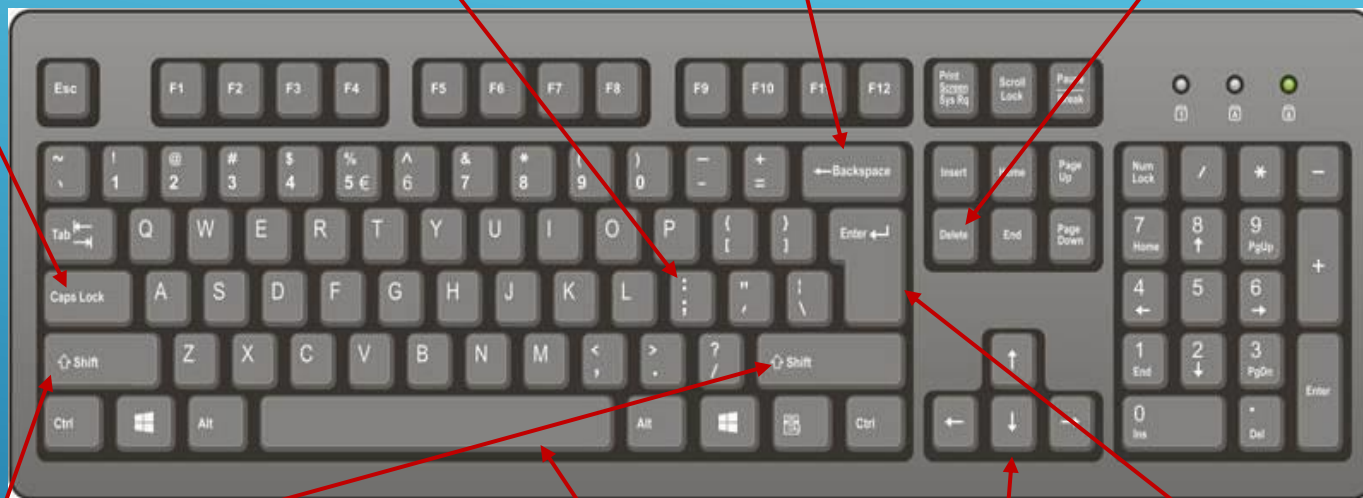 Esc F1 F2 F3 F4 F5 F6 F7 F8 F9 F10 F12 Print Screen Sys Rq Scroll Lock Pause Break
~ ` ! 1 @ 2 # 3 $ 4 % 5 € ^ 6 & 7 * 8 ( 9 ) 0 — - + = ←Backspace Insert Home Page Up Num Lock / * −
Tab Q W E R T Y U I O P { [ } ] Enter ↵ Delete End Page Down 7 Home 8 ↑ 9 PgUp +
Caps Lock A S D F G H J K L : ; " ' ¦ \ 4 ← 5 6 →
⇧ Shift Z X C V B N M < , > . ? / ⇧ Shift ↑ 1 End 2 ↓ 3 PgDn Enter
Ctrl Alt Alt Ctrl ← ↓ → 0 Ins . Del